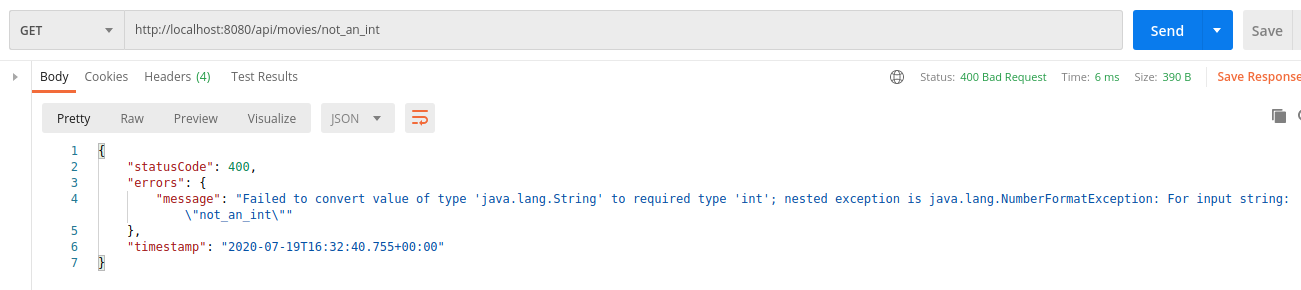 GET http://localhost:8080/api/movies/not_an_int Send Save
Body Cookies Headers (4) Test Results Status: 400 Bad Request Time: 6 ms Size: 390 B Save Response
Pretty Raw Preview Visualize JSON
1 {
2 "statusCode": 400,
3 "errors": {
4 "message": "Failed to convert value of type 'java.lang.String' to required type 'int'; nested exception is java.lang.NumberFormatException: For input string:
\"not_an_int\""
5 },
6 "timestamp": "2020-07-19T16:32:40.755+00:00"
7 }